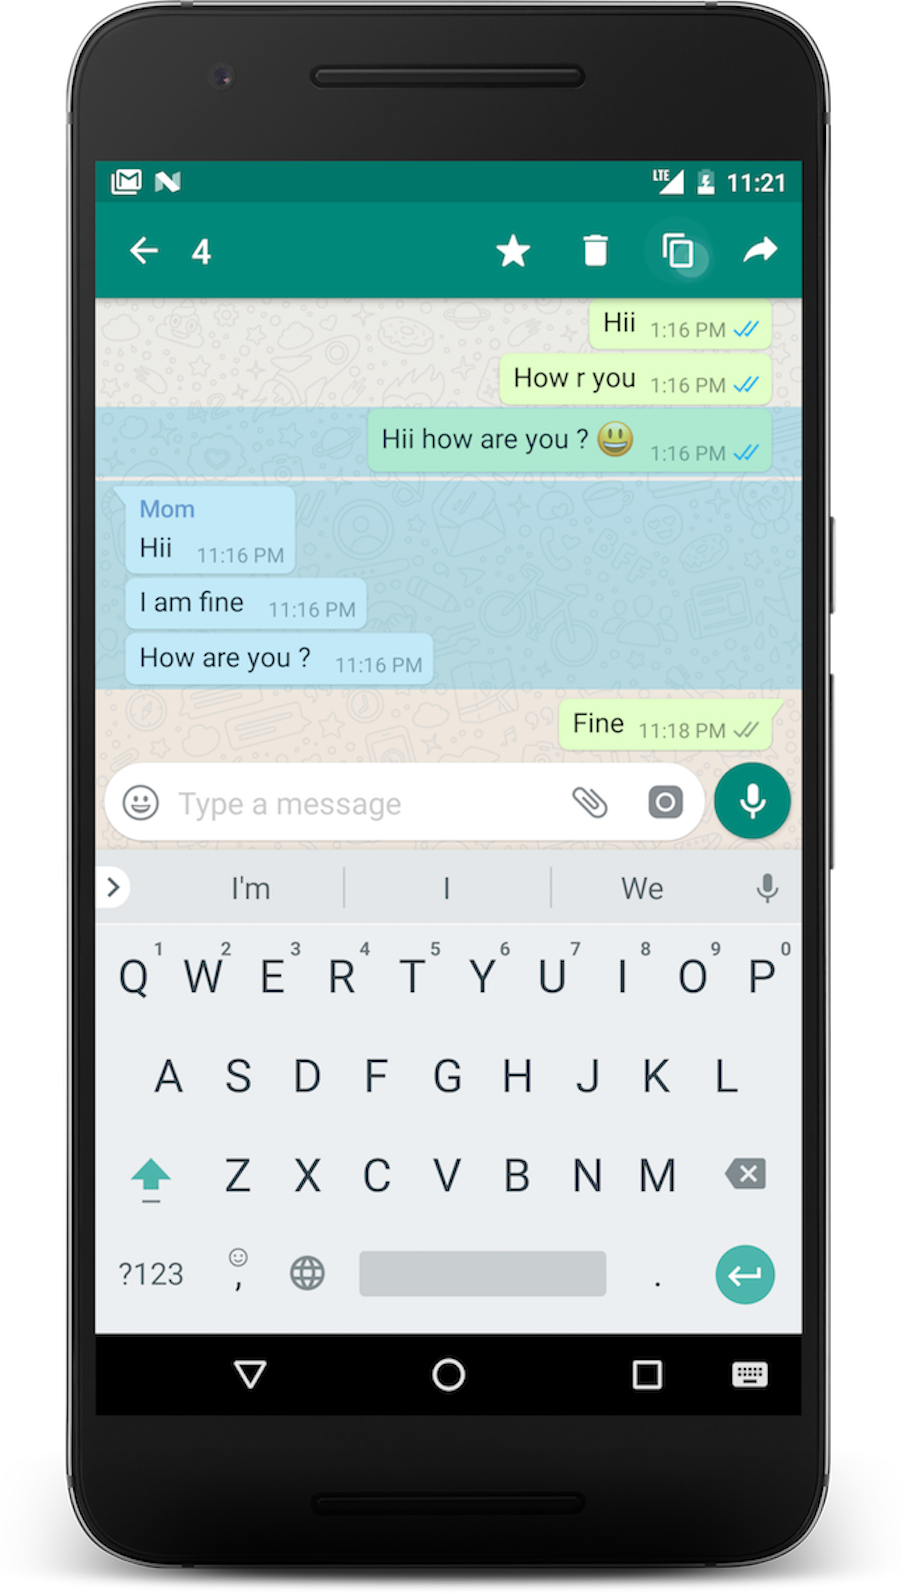 LTE 11:21
4
Hii 1:16 PM
How r you 1:16 PM
Hii how are you ? 😃 1:16 PM
Mom
Hii 11:16 PM
I am fine 11:16 PM
How are you ? 11:16 PM
Fine 11:18 PM
Type a message
I'm I We
1 2 3 4 5 6 7 8 9 0
Q W E R T Y U I O P
A S D F G H J K L
Z X C V B N M
?123 , .